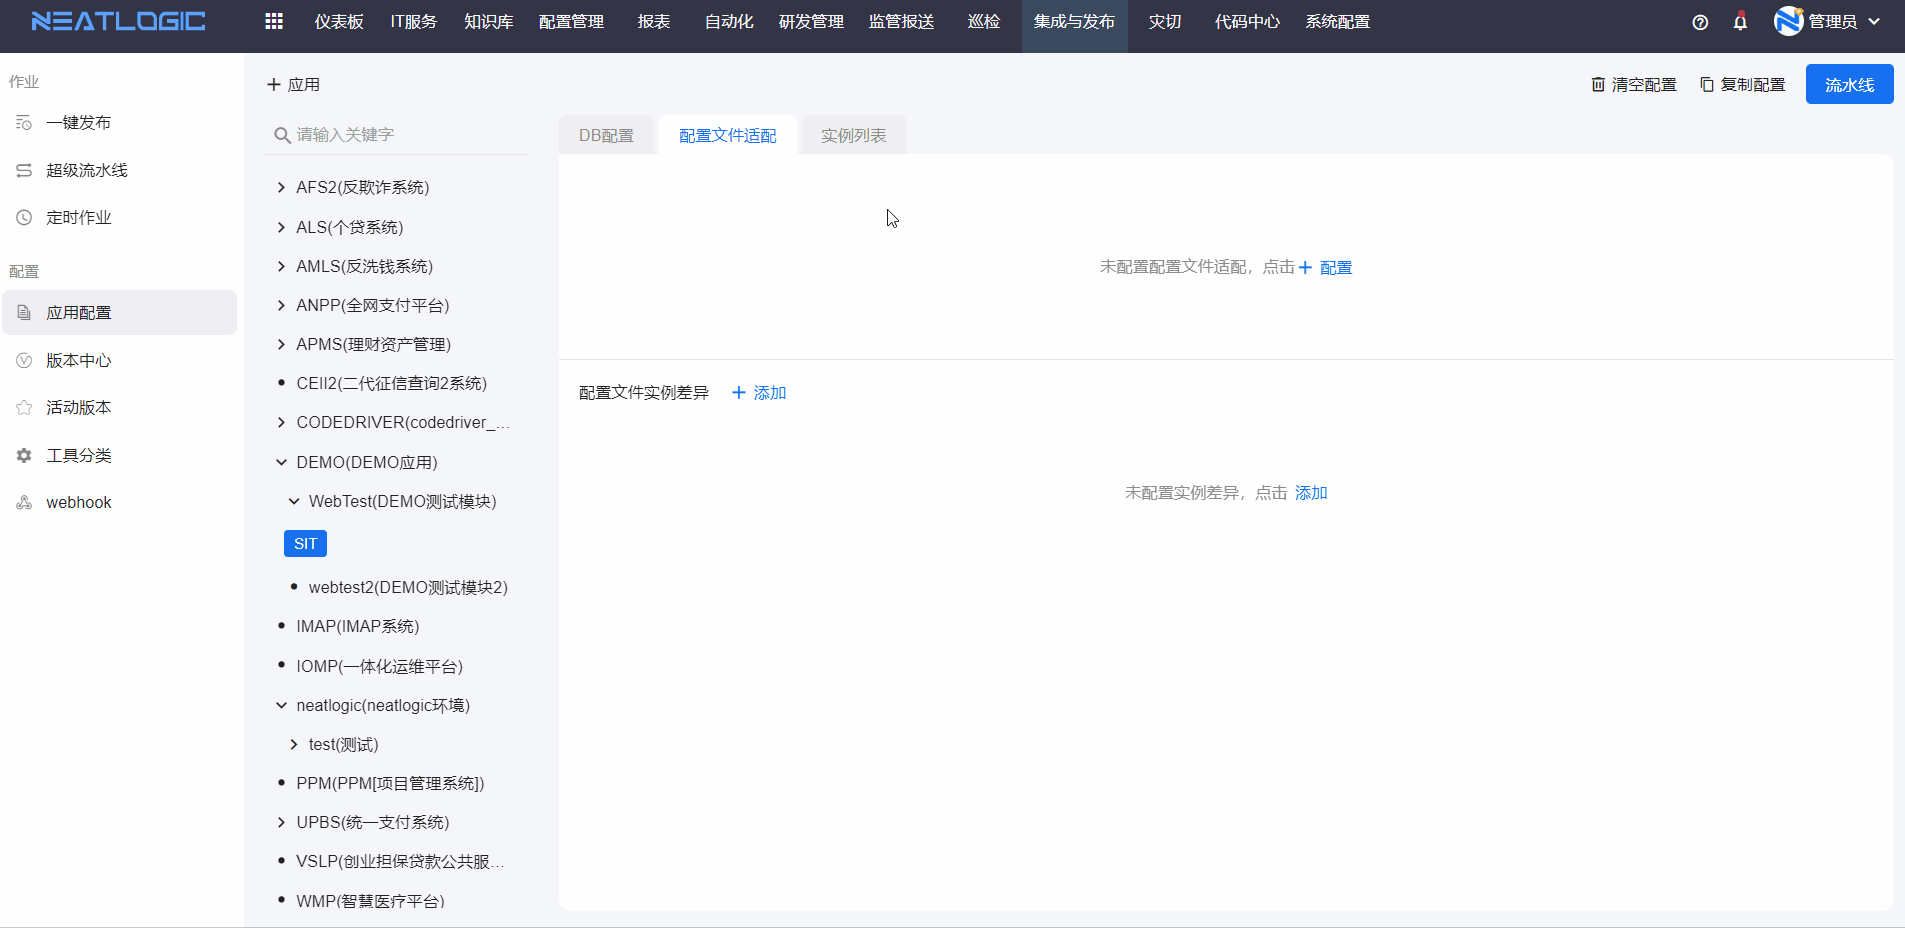 NEATLOGIC
仪表板 IT服务 知识库 配置管理 报表 自动化 研发管理 监管报送 巡检 集成与发布 灾切 代码中心 系统配置
管理员
作业
一键发布
超级流水线
定时作业
配置
应用配置
版本中心
活动版本
工具分类
webhook
应用
清空配置 复制配置 流水线
请输入关键字
AFS2(反欺诈系统)
ALS(个贷系统)
AMLS(反洗钱系统)
ANPP(全网支付平台)
APMS(理财资产管理)
CEII2(二代征信查询2系统)
CODEDRIVER(codedriver_...
DEMO(DEMO应用)
WebTest(DEMO测试模块)
SIT
webtest2(DEMO测试模块2)
IMAP(IMAP系统)
IOMP(一体化运维平台)
neatlogic(neatlogic环境)
test(测试)
PPM(PPM[项目管理系统])
UPBS(统一支付系统)
VSLP(创业担保贷款公共服...
WMP(智慧医疗平台)
DB配置 配置文件适配 实例列表
未配置配置文件适配，点击 配置
配置文件实例差异 添加
未配置实例差异，点击 添加